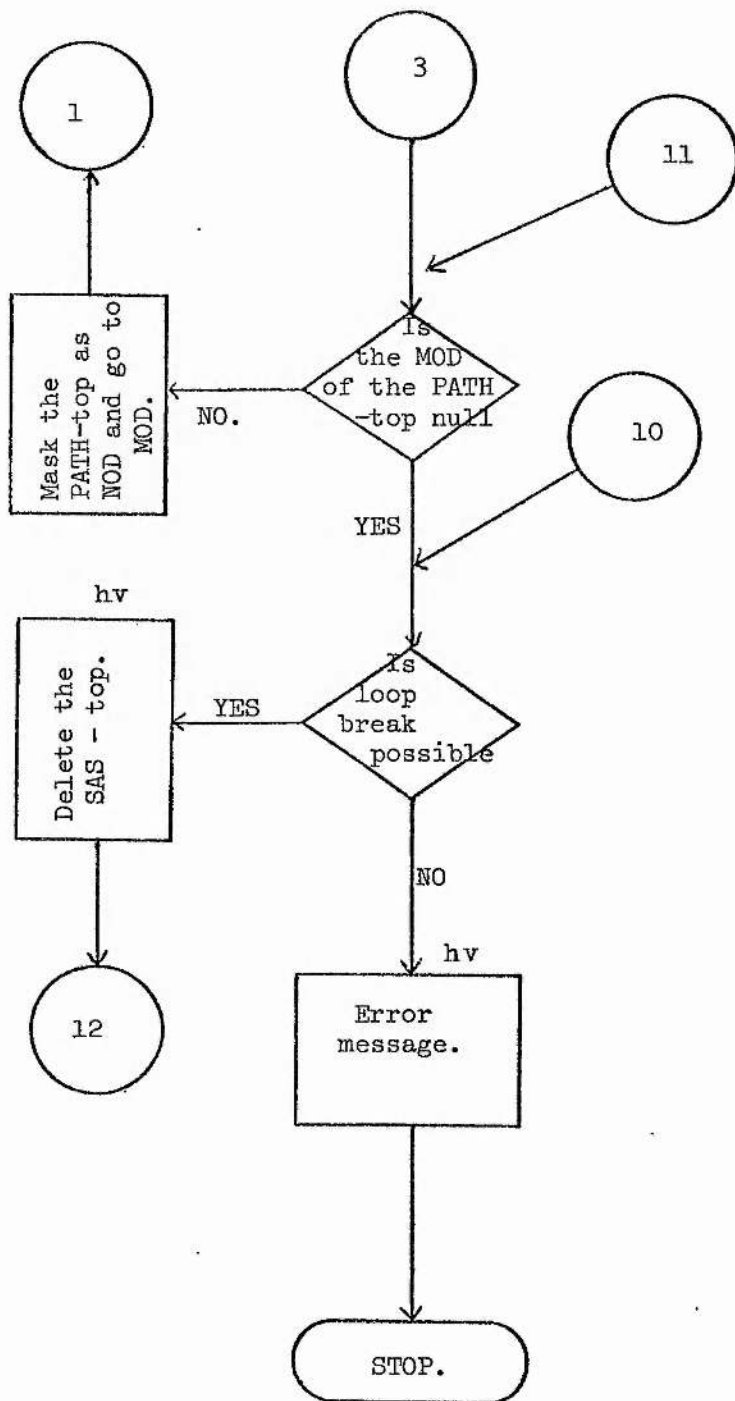 3
1
11
Is
the MOD
of the PATH
-top null
NO.
Mask the
PATH-top as
NOD and go to
MOD.
10
YES
hv
Is
loop
break
possible
YES
Delete the
SAS - top.
NO
hv
12
Error
message.
STOP.